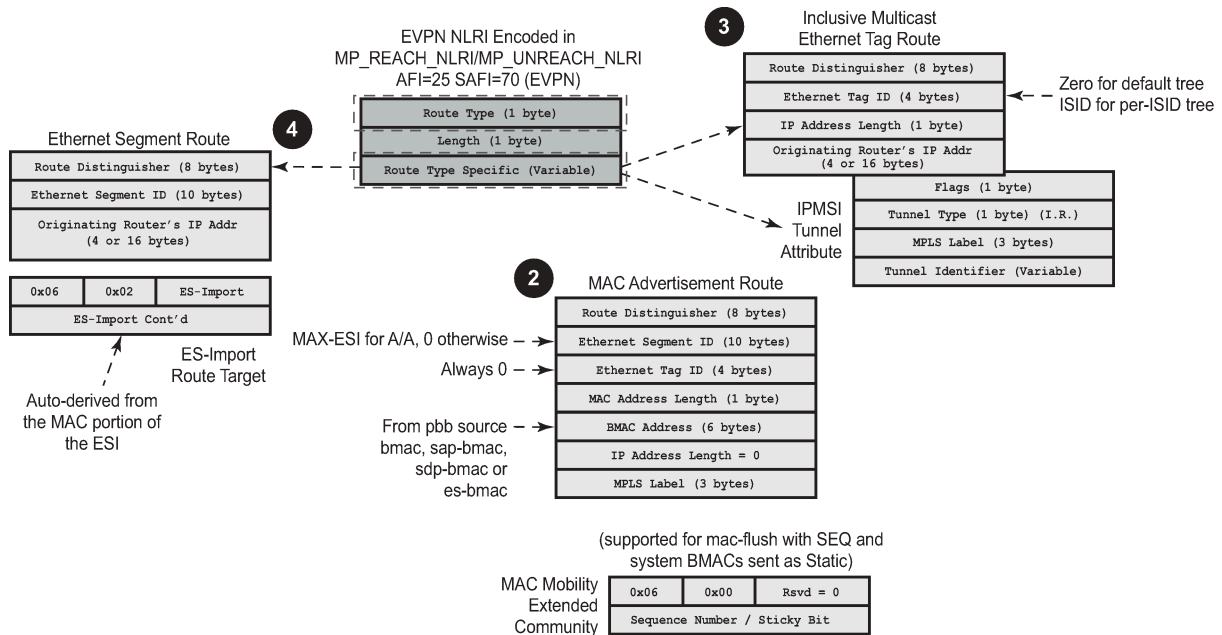 EVPN NLRI Encoded in
MP_REACH_NLRI/MP_UNREACH_NLRI
AFI=25 SAFI=70 (EVPN)
Route Type (1 byte)
Length (1 byte)
Route Type Specific (Variable)
3
Inclusive Multicast
Ethernet Tag Route
Route Distinguisher (8 bytes)
Ethernet Tag ID (4 bytes)
IP Address Length (1 byte)
Originating Router's IP Addr
(4 or 16 bytes)
Zero for default tree
ISID for per-ISID tree
IPMSI
Tunnel
Attribute
Flags (1 byte)
Tunnel Type (1 byte) (I.R.)
MPLS Label (3 bytes)
Tunnel Identifier (Variable)
4
Ethernet Segment Route
Route Distinguisher (8 bytes)
Ethernet Segment ID (10 bytes)
Originating Router's IP Addr
(4 or 16 bytes)
0x06 0x02 ES-Import
ES-Import Cont'd
ES-Import
Route Target
Auto-derived from
the MAC portion of
the ESI
2
MAC Advertisement Route
Route Distinguisher (8 bytes)
Ethernet Segment ID (10 bytes)
Ethernet Tag ID (4 bytes)
MAC Address Length (1 byte)
BMAC Address (6 bytes)
IP Address Length = 0
MPLS Label (3 bytes)
MAX-ESI for A/A, 0 otherwise
Always 0
From pbb source
bmac, sap-bmac,
sdp-bmac or
es-bmac
(supported for mac-flush with SEQ and
system BMACs sent as Static)
MAC Mobility
Extended
Community
0x06 0x00 Rsvd = 0
Sequence Number / Sticky Bit